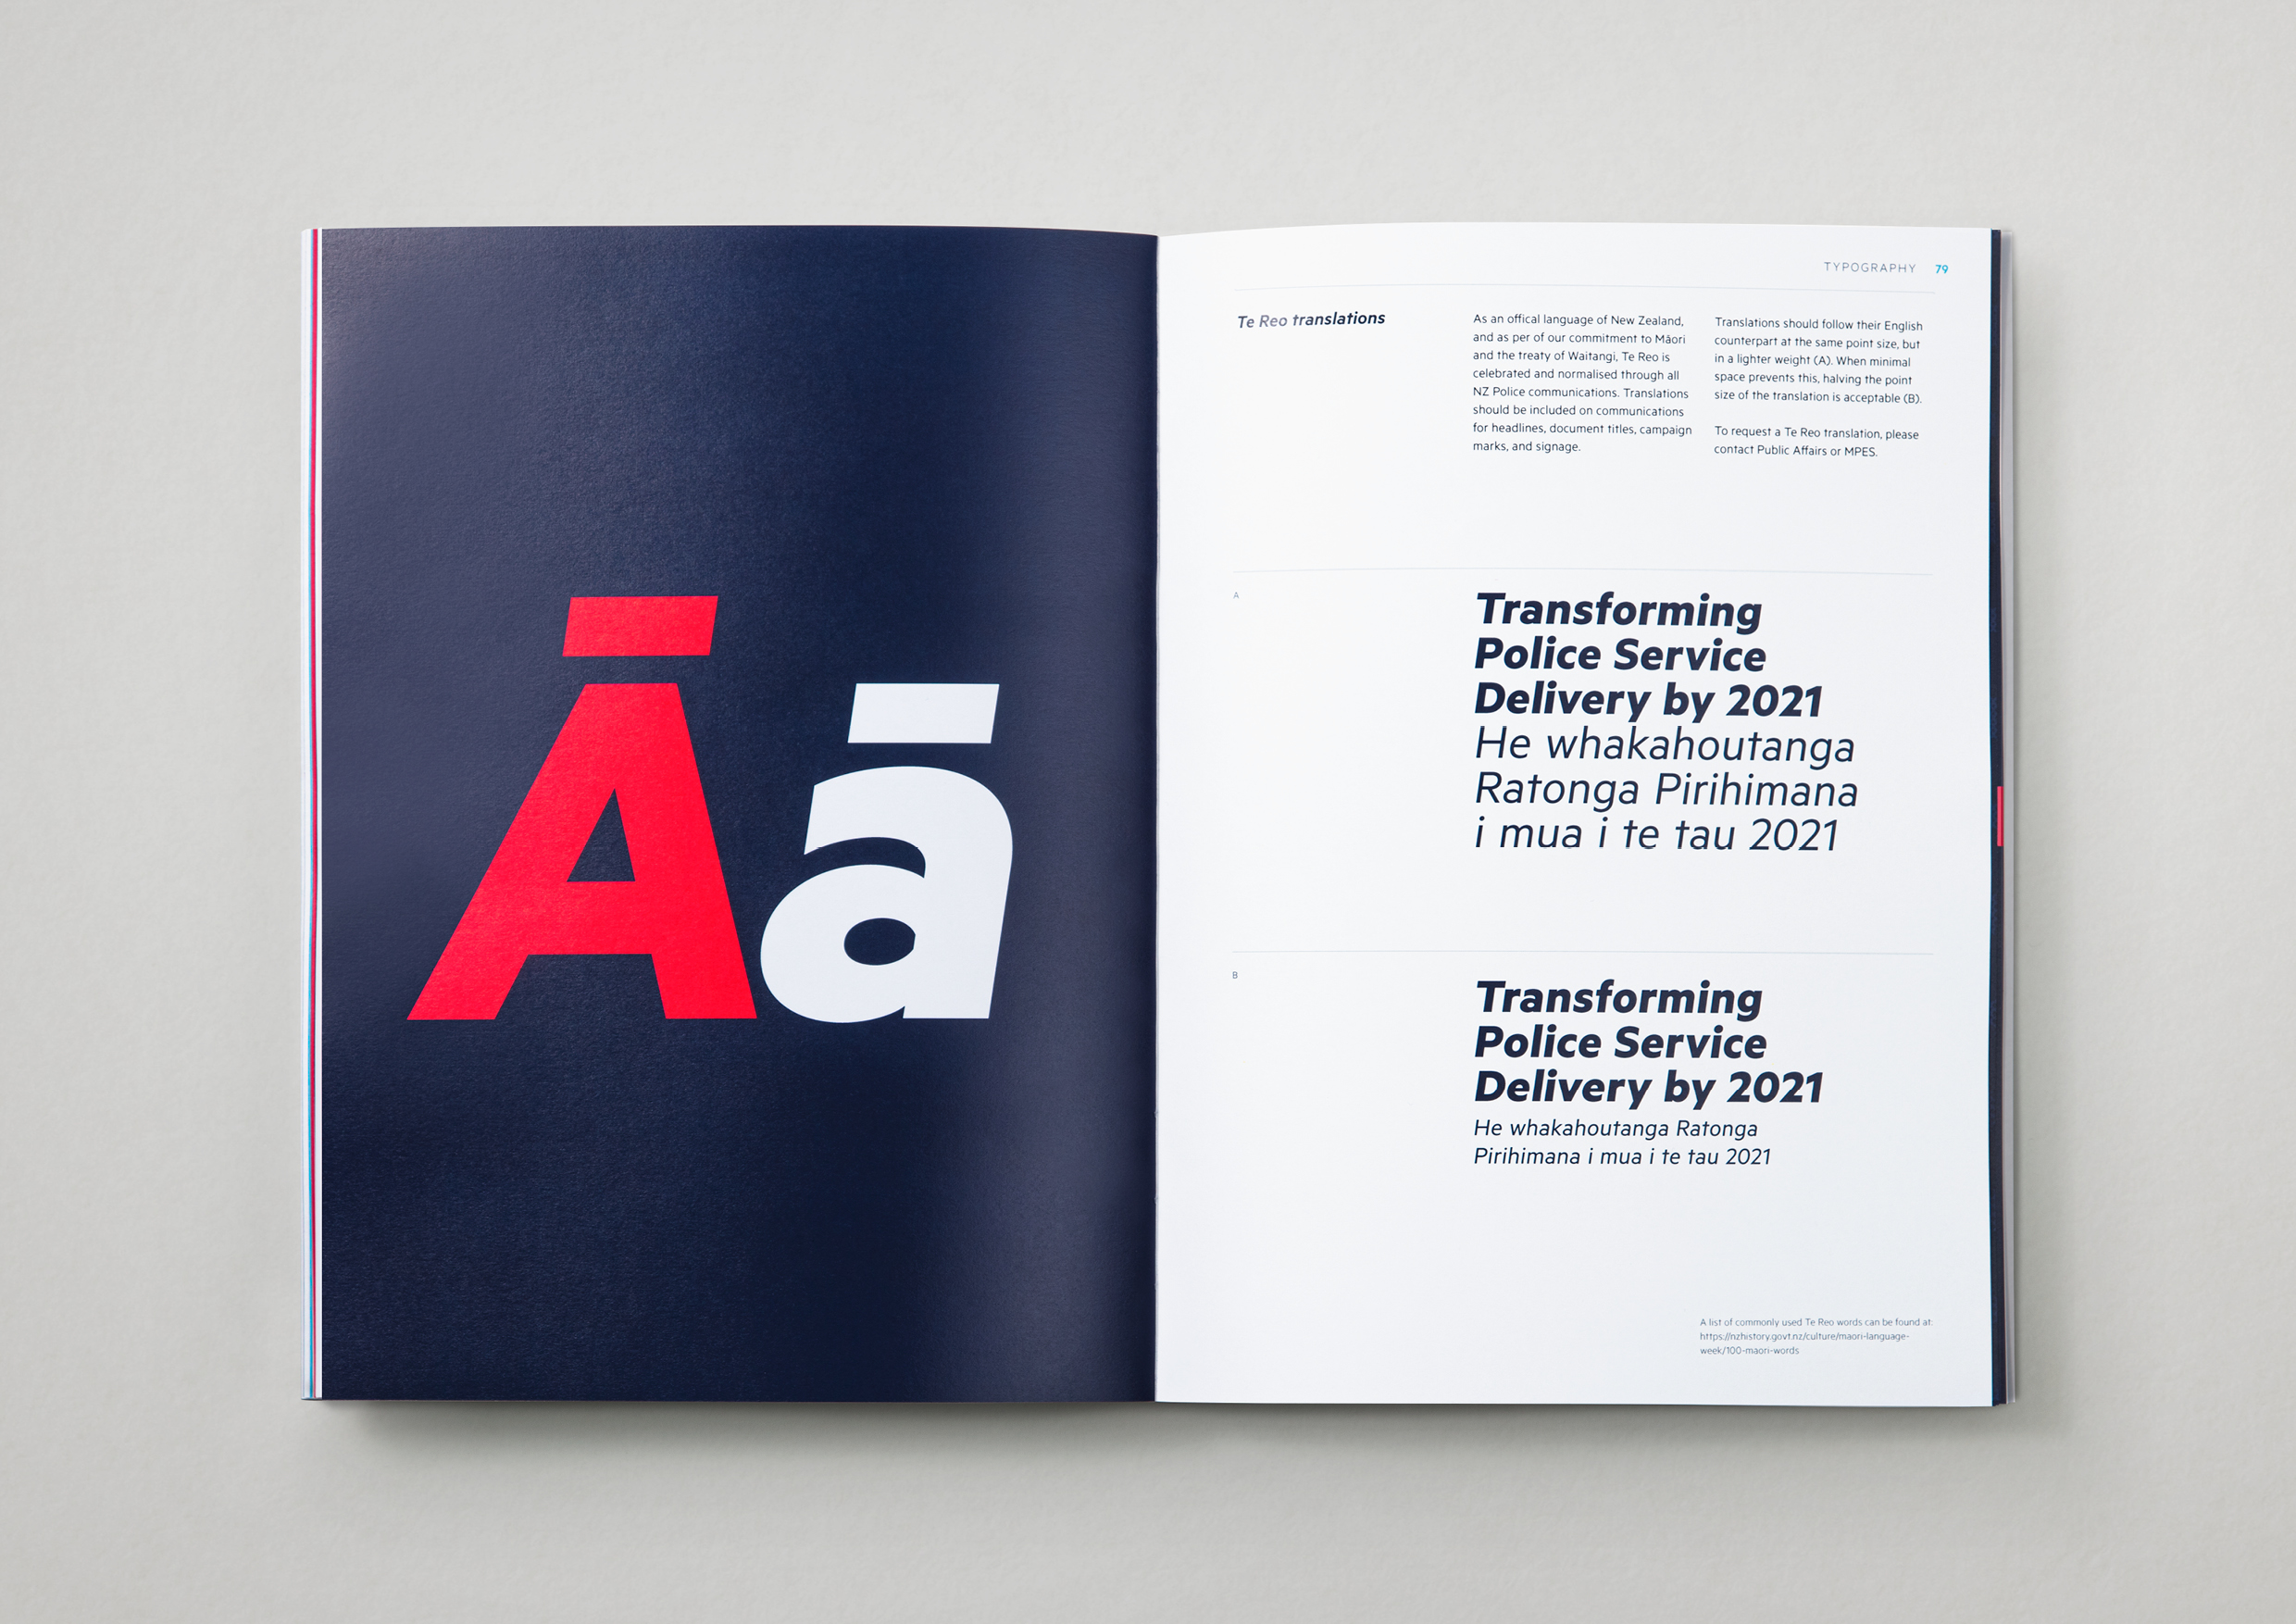 Āā
TYPOGRAPHY 79
Te Reo translations
As an offical language of New Zealand,
and as per of our commitment to Māori
and the treaty of Waitangi, Te Reo is
celebrated and normalised through all
NZ Police communications. Translations
should be included on communications
for headlines, document titles, campaign
marks, and signage.
Translations should follow their English
counterpart at the same point size, but
in a lighter weight (A). When minimal
space prevents this, halving the point
size of the translation is acceptable (B).
To request a Te Reo translation, please
contact Public Affairs or MPES.
A
Transforming
Police Service
Delivery by 2021
He whakahoutanga
Ratonga Pirihimana
i mua i te tau 2021
B
Transforming
Police Service
Delivery by 2021
He whakahoutanga Ratonga
Pirihimana i mua i te tau 2021
A list of commonly used Te Reo words can be found at:
https://nzhistory.govt.nz/culture/maori-language-
week/100-maori-words